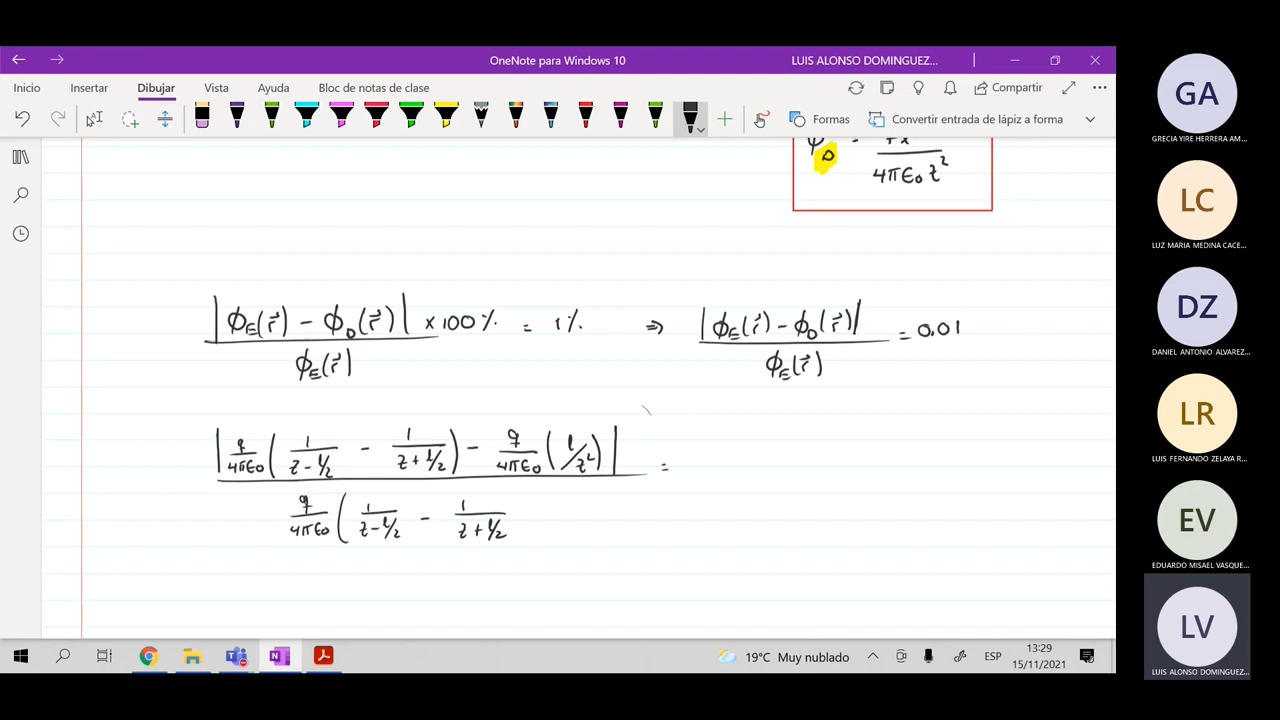 OneNote para Windows 10
LUIS ALONSO DOMINGUEZ...
Inicio Insertar Dibujar Vista Ayuda Bloc de notas de clase
Compartir
Formas
Convertir entrada de lápiz a forma
4πε₀ z²
|ϕ_E(r⃗) − ϕ_D(r⃗)| / ϕ_E(r⃗) × 100% = 1% ⇒ |ϕ_E(r⃗) − ϕ_D(r⃗)| / ϕ_E(r⃗) = 0.01
| q/4πε0 ( 1/(z − l/2) − 1/(z + l/2) ) − q/4πε0 ( l/z² ) | =
q/4πε0 ( 1/(z − l/2) − 1/(z + l/2)
GA
GRECIA YIRE HERRERA AM...
LC
LUZ MARIA MEDINA CACE...
DZ
DANIEL ANTONIO ALVAREZ...
LR
LUIS FERNANDO ZELAYA R...
EV
EDUARDO MISAEL VASQUE...
LV
LUIS ALONSO DOMINGUEZ...
19°C Muy nublado
ESP
13:29
15/11/2021